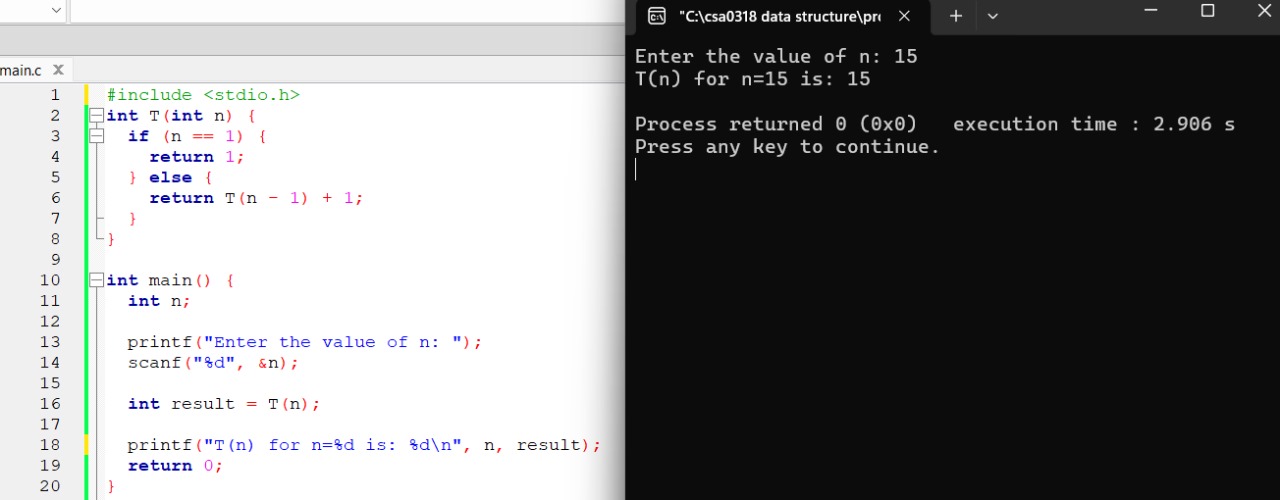 main.c
1 #include <stdio.h>
2 int T(int n) {
3 if (n == 1) {
4 return 1;
5 } else {
6 return T(n - 1) + 1;
7 }
8 }
9
10 int main() {
11 int n;
12
13 printf("Enter the value of n: ");
14 scanf("%d", &n);
15
16 int result = T(n);
17
18 printf("T(n) for n=%d is: %d\n", n, result);
19 return 0;
20 }
"C:\csa0318 data structure\pr
Enter the value of n: 15
T(n) for n=15 is: 15
Process returned 0 (0x0) execution time : 2.906 s
Press any key to continue.